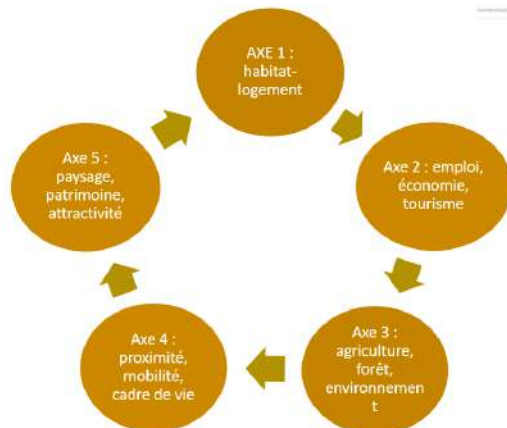 AXE 1 :
habitat-
logement
Axe 2 : emploi,
économie,
tourisme
Axe 3 :
agriculture,
forêt,
environnemen
t
Axe 4 :
proximité,
mobilité,
cadre de vie
Axe 5 :
paysage,
patrimoine,
attractivité